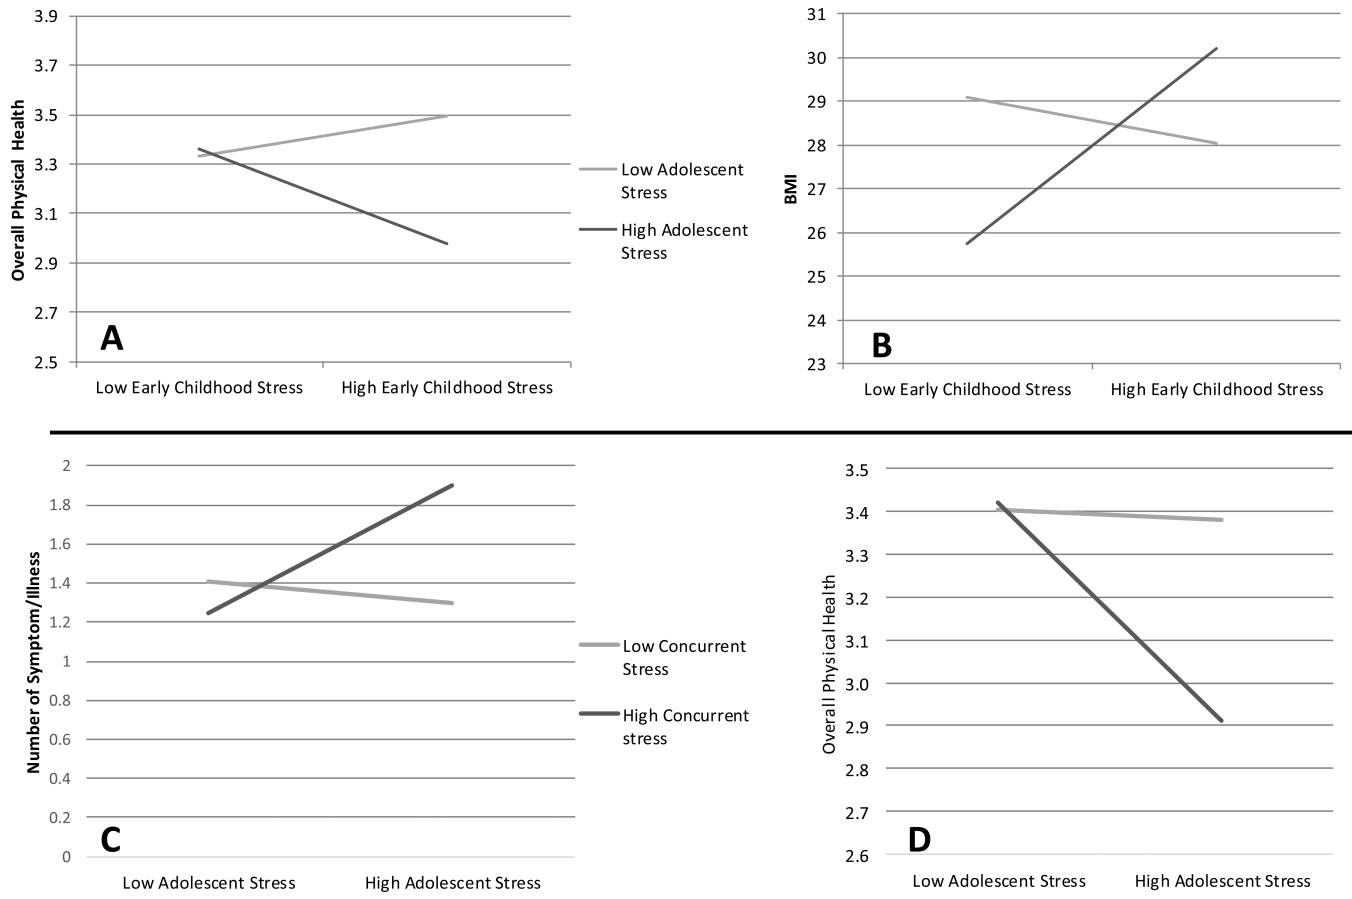 3.9
3.7
3.5
3.3
3.1
2.9
2.7
2.5
Overall Physical Health
A
Low Early Childhood Stress
High Early Childhood Stress
Low Adolescent
Stress
High Adolescent
Stress
31
30
29
28
27
26
25
24
23
BMI
B
Low Early Childhood Stress
High Early Childhood Stress
2
1.8
1.6
1.4
1.2
1
0.8
0.6
0.4
0.2
0
Number of Symptom/Illness
C
Low Adolescent Stress
High Adolescent Stress
Low Concurrent
Stress
High Concurrent
stress
3.5
3.4
3.3
3.2
3.1
3.0
2.9
2.8
2.7
2.6
Overall Physical Health
D
Low Adolescent Stress
High Adolescent Stress